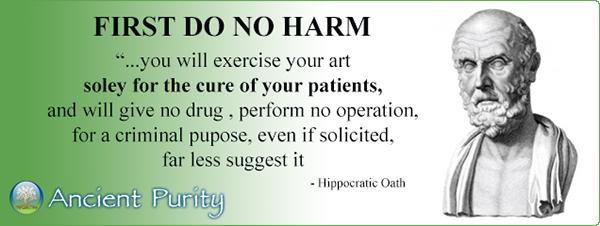 FIRST DO NO HARM
“...you will exercise your art
soley for the cure of your patients,
and will give no drug , perform no operation,
for a criminal pupose, even if solicited,
far less suggest it
- Hippocratic Oath
Ancient Purity